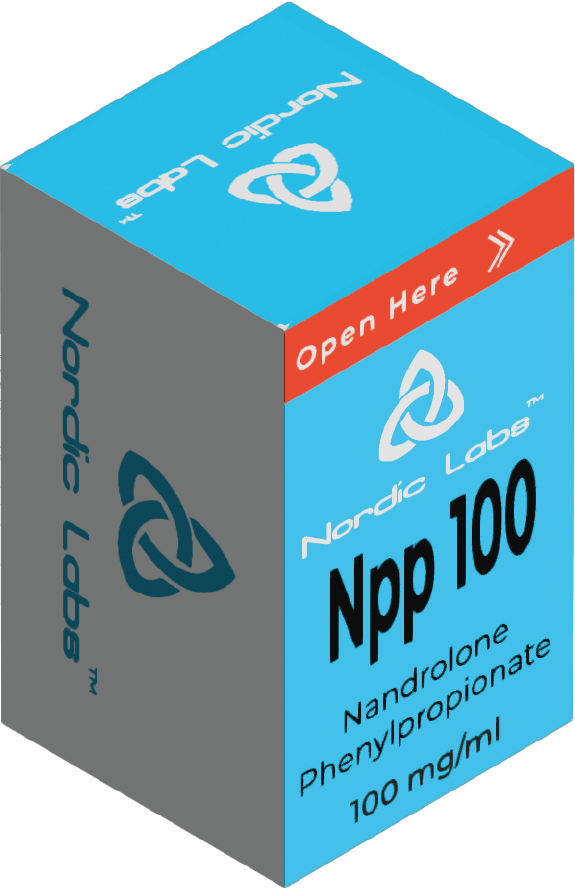 Nordic Labs™
Open Here »
Nordic Labs™
Npp 100
Nandrolone
Phenylpropionate
100 mg/ml
Nordic Labs™